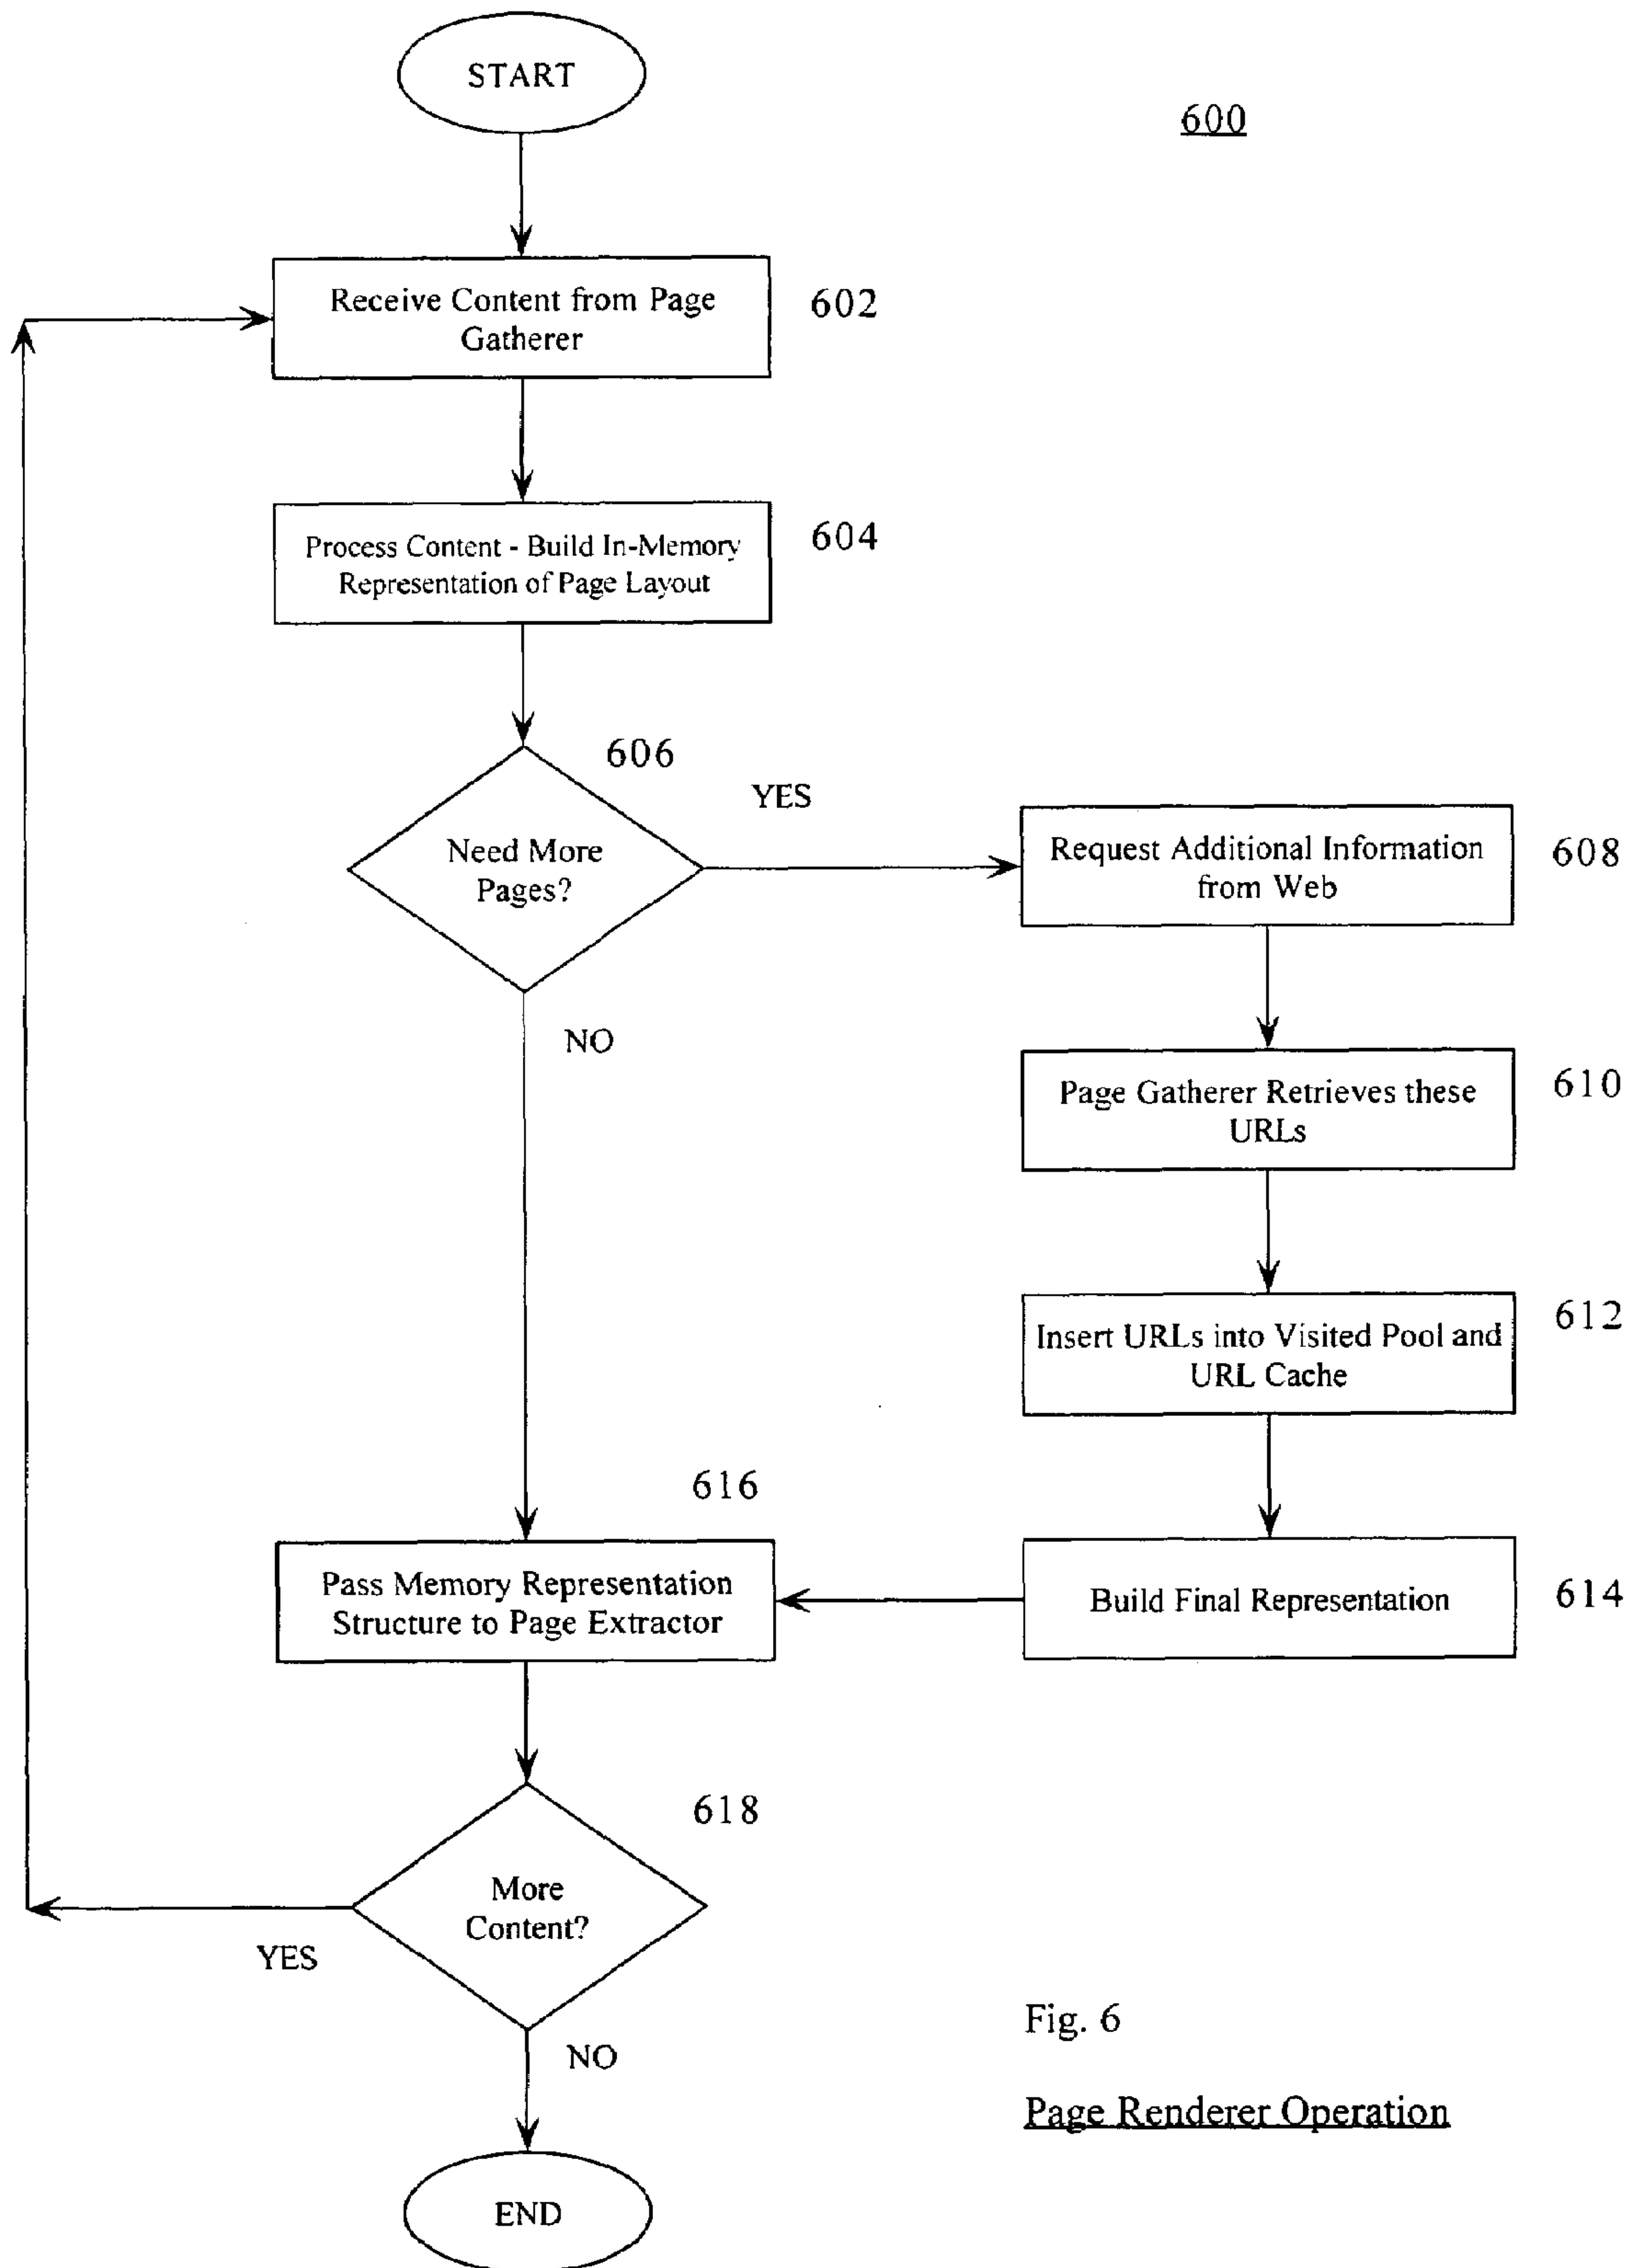 START
600
Receive Content from Page
Gatherer
602
Process Content - Build In-Memory
Representation of Page Layout
604
606
Need More
Pages?
YES
Request Additional Information
from Web
608
NO
Page Gatherer Retrieves these
URLs
610
Insert URLs into Visited Pool and
URL Cache
612
616
Pass Memory Representation
Structure to Page Extractor
Build Final Representation
614
618
More
Content?
YES
NO
END
Fig. 6
Page Renderer Operation